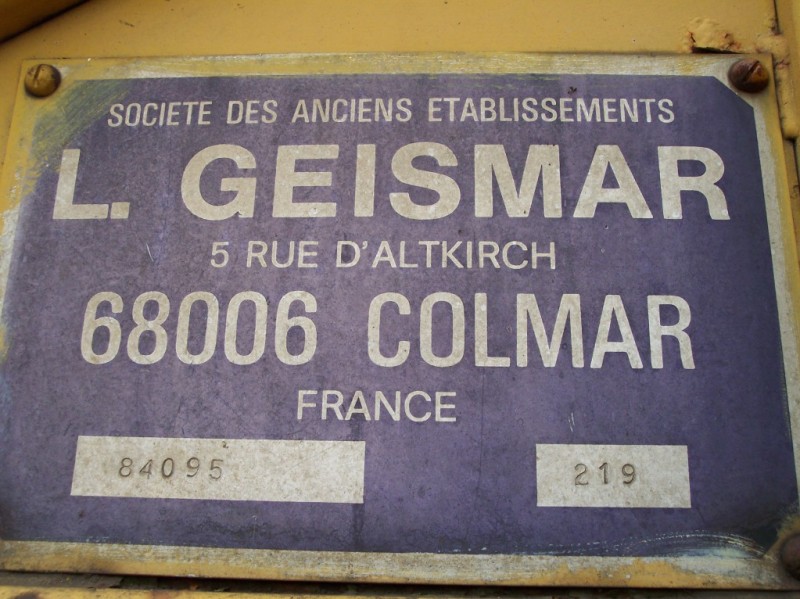 SOCIETE DES ANCIENS ETABLISSEMENTS
L. GEISMAR
5 RUE D'ALTKIRCH
68006 COLMAR
FRANCE
84095 219